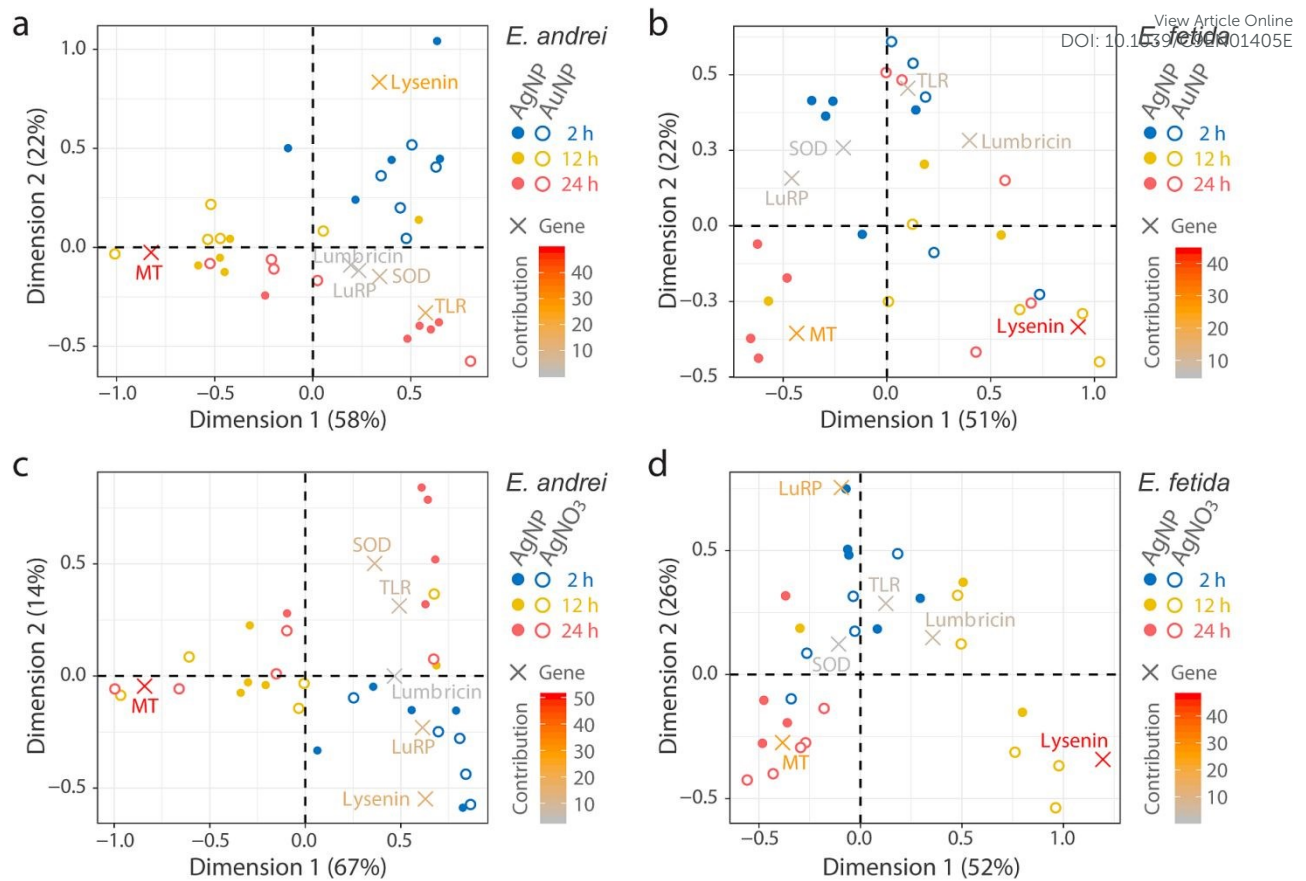 a
E. andrei
AgNP
AuNP
2 h
12 h
24 h
Gene
Contribution
40
30
20
10
Lysenin
MT
Lumbricin
LuRP
SOD
TLR
1.0
0.5
0.0
−0.5
Dimension 2 (22%)
−1.0 −0.5 0.0 0.5
Dimension 1 (58%)
b
View Article Online
DOI: 10.1039/C9EN01405E
E. fetida
AgNP
AuNP
2 h
12 h
24 h
Gene
Contribution
40
30
20
10
TLR
SOD
Lumbricin
LuRP
Lysenin
MT
0.5
0.3
0.0
−0.3
−0.5
Dimension 2 (22%)
−0.5 0.0 0.5 1.0
Dimension 1 (51%)
c
E. andrei
AgNP
AgNO3
2 h
12 h
24 h
Gene
Contribution
50
40
30
20
10
SOD
TLR
MT
Lumbricin
LuRP
Lysenin
0.5
0.0
−0.5
Dimension 2 (14%)
−1.0 −0.5 0.0 0.5
Dimension 1 (67%)
d
E. fetida
AgNP
AgNO3
2 h
12 h
24 h
Gene
Contribution
40
30
20
10
LuRP
TLR
Lumbricin
SOD
Lysenin
MT
0.5
0.0
−0.5
Dimension 2 (26%)
−0.5 0.0 0.5 1.0
Dimension 1 (52%)